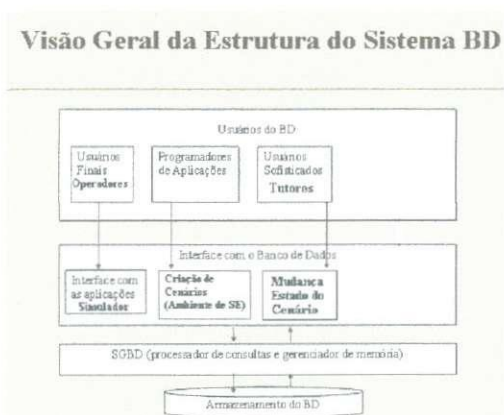 Visão Geral da Estrutura do Sistema BD
Usuários do BD
Usuários
Finais
Operadores
Programadores
de Aplicações
Usuários
Sofisticados
Tutoros
Interface com o Banco de Dados
Interface com
as aplicações
Simulador
Criação de
Cenários
(Ambiente de SE)
Mudança
Estado do
Cenário
SGBD (processador de consultas e gerenciador de memória)
Armazenamento do BD